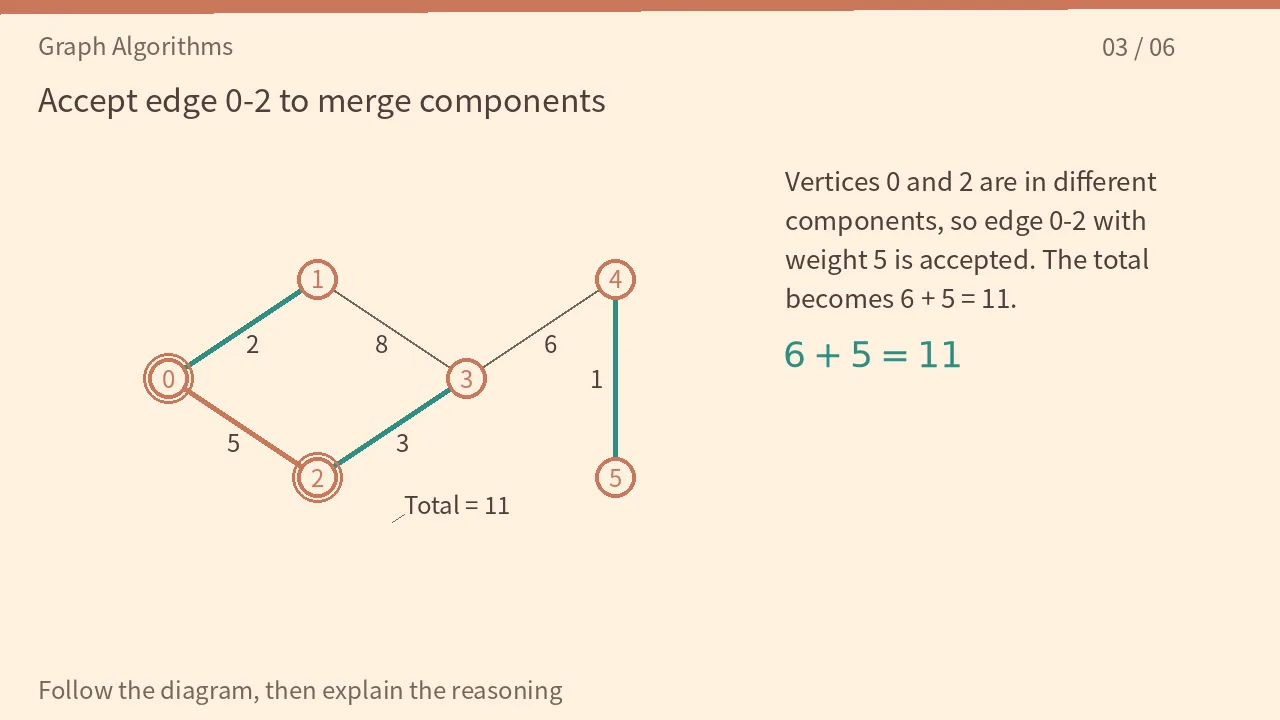 Graph Algorithms
03 / 06
Accept edge 0-2 to merge components
Vertices 0 and 2 are in different
components, so edge 0-2 with
weight 5 is accepted. The total
becomes 6 + 5 = 11.
6 + 5 = 11
1
4
2
8
6
0
3
1
5
3
2
5
Total = 11
Follow the diagram, then explain the reasoning